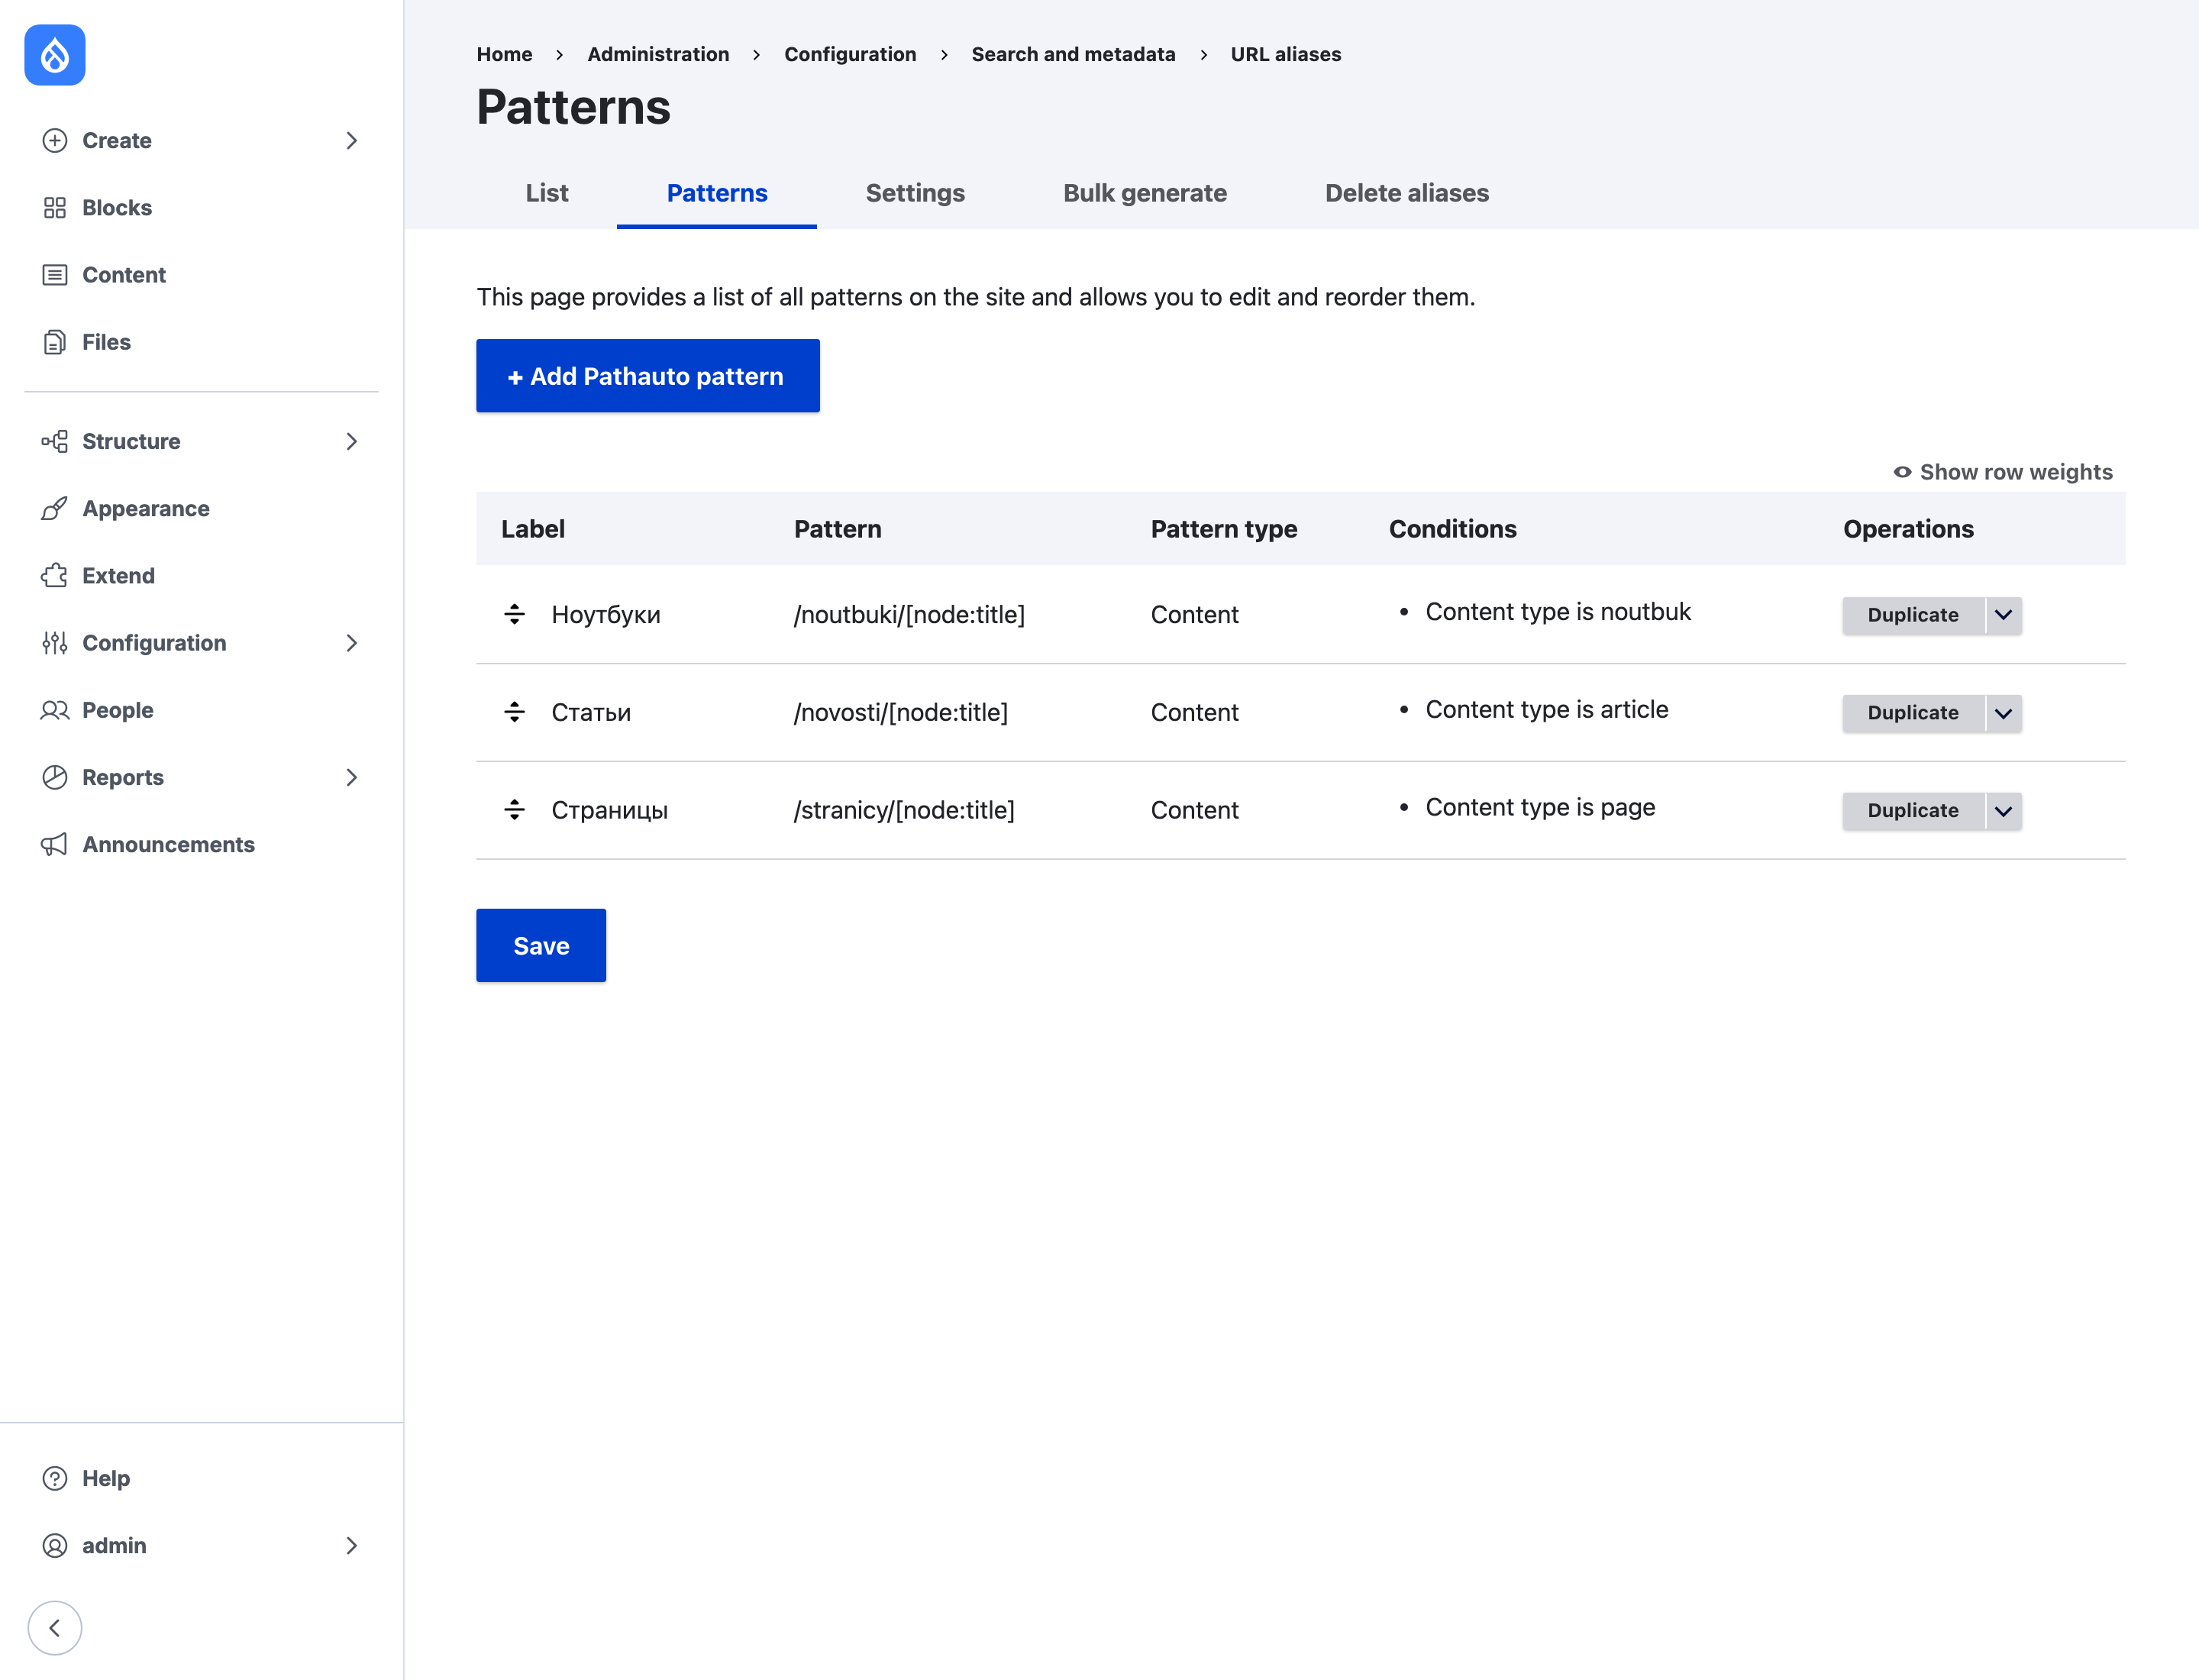 Home > Administration > Configuration > Search and metadata > URL aliases
Patterns
List Patterns Settings Bulk generate Delete aliases
Create
Blocks
Content
Files
Structure
Appearance
Extend
Configuration
People
Reports
Announcements
Help
admin
This page provides a list of all patterns on the site and allows you to edit and reorder them.
+ Add Pathauto pattern
Show row weights
Label Pattern Pattern type Conditions Operations
Ноутбуки /noutbuki/[node:title] Content • Content type is noutbuk Duplicate
Статьи /novosti/[node:title] Content • Content type is article Duplicate
Страницы /stranicy/[node:title] Content • Content type is page Duplicate
Save